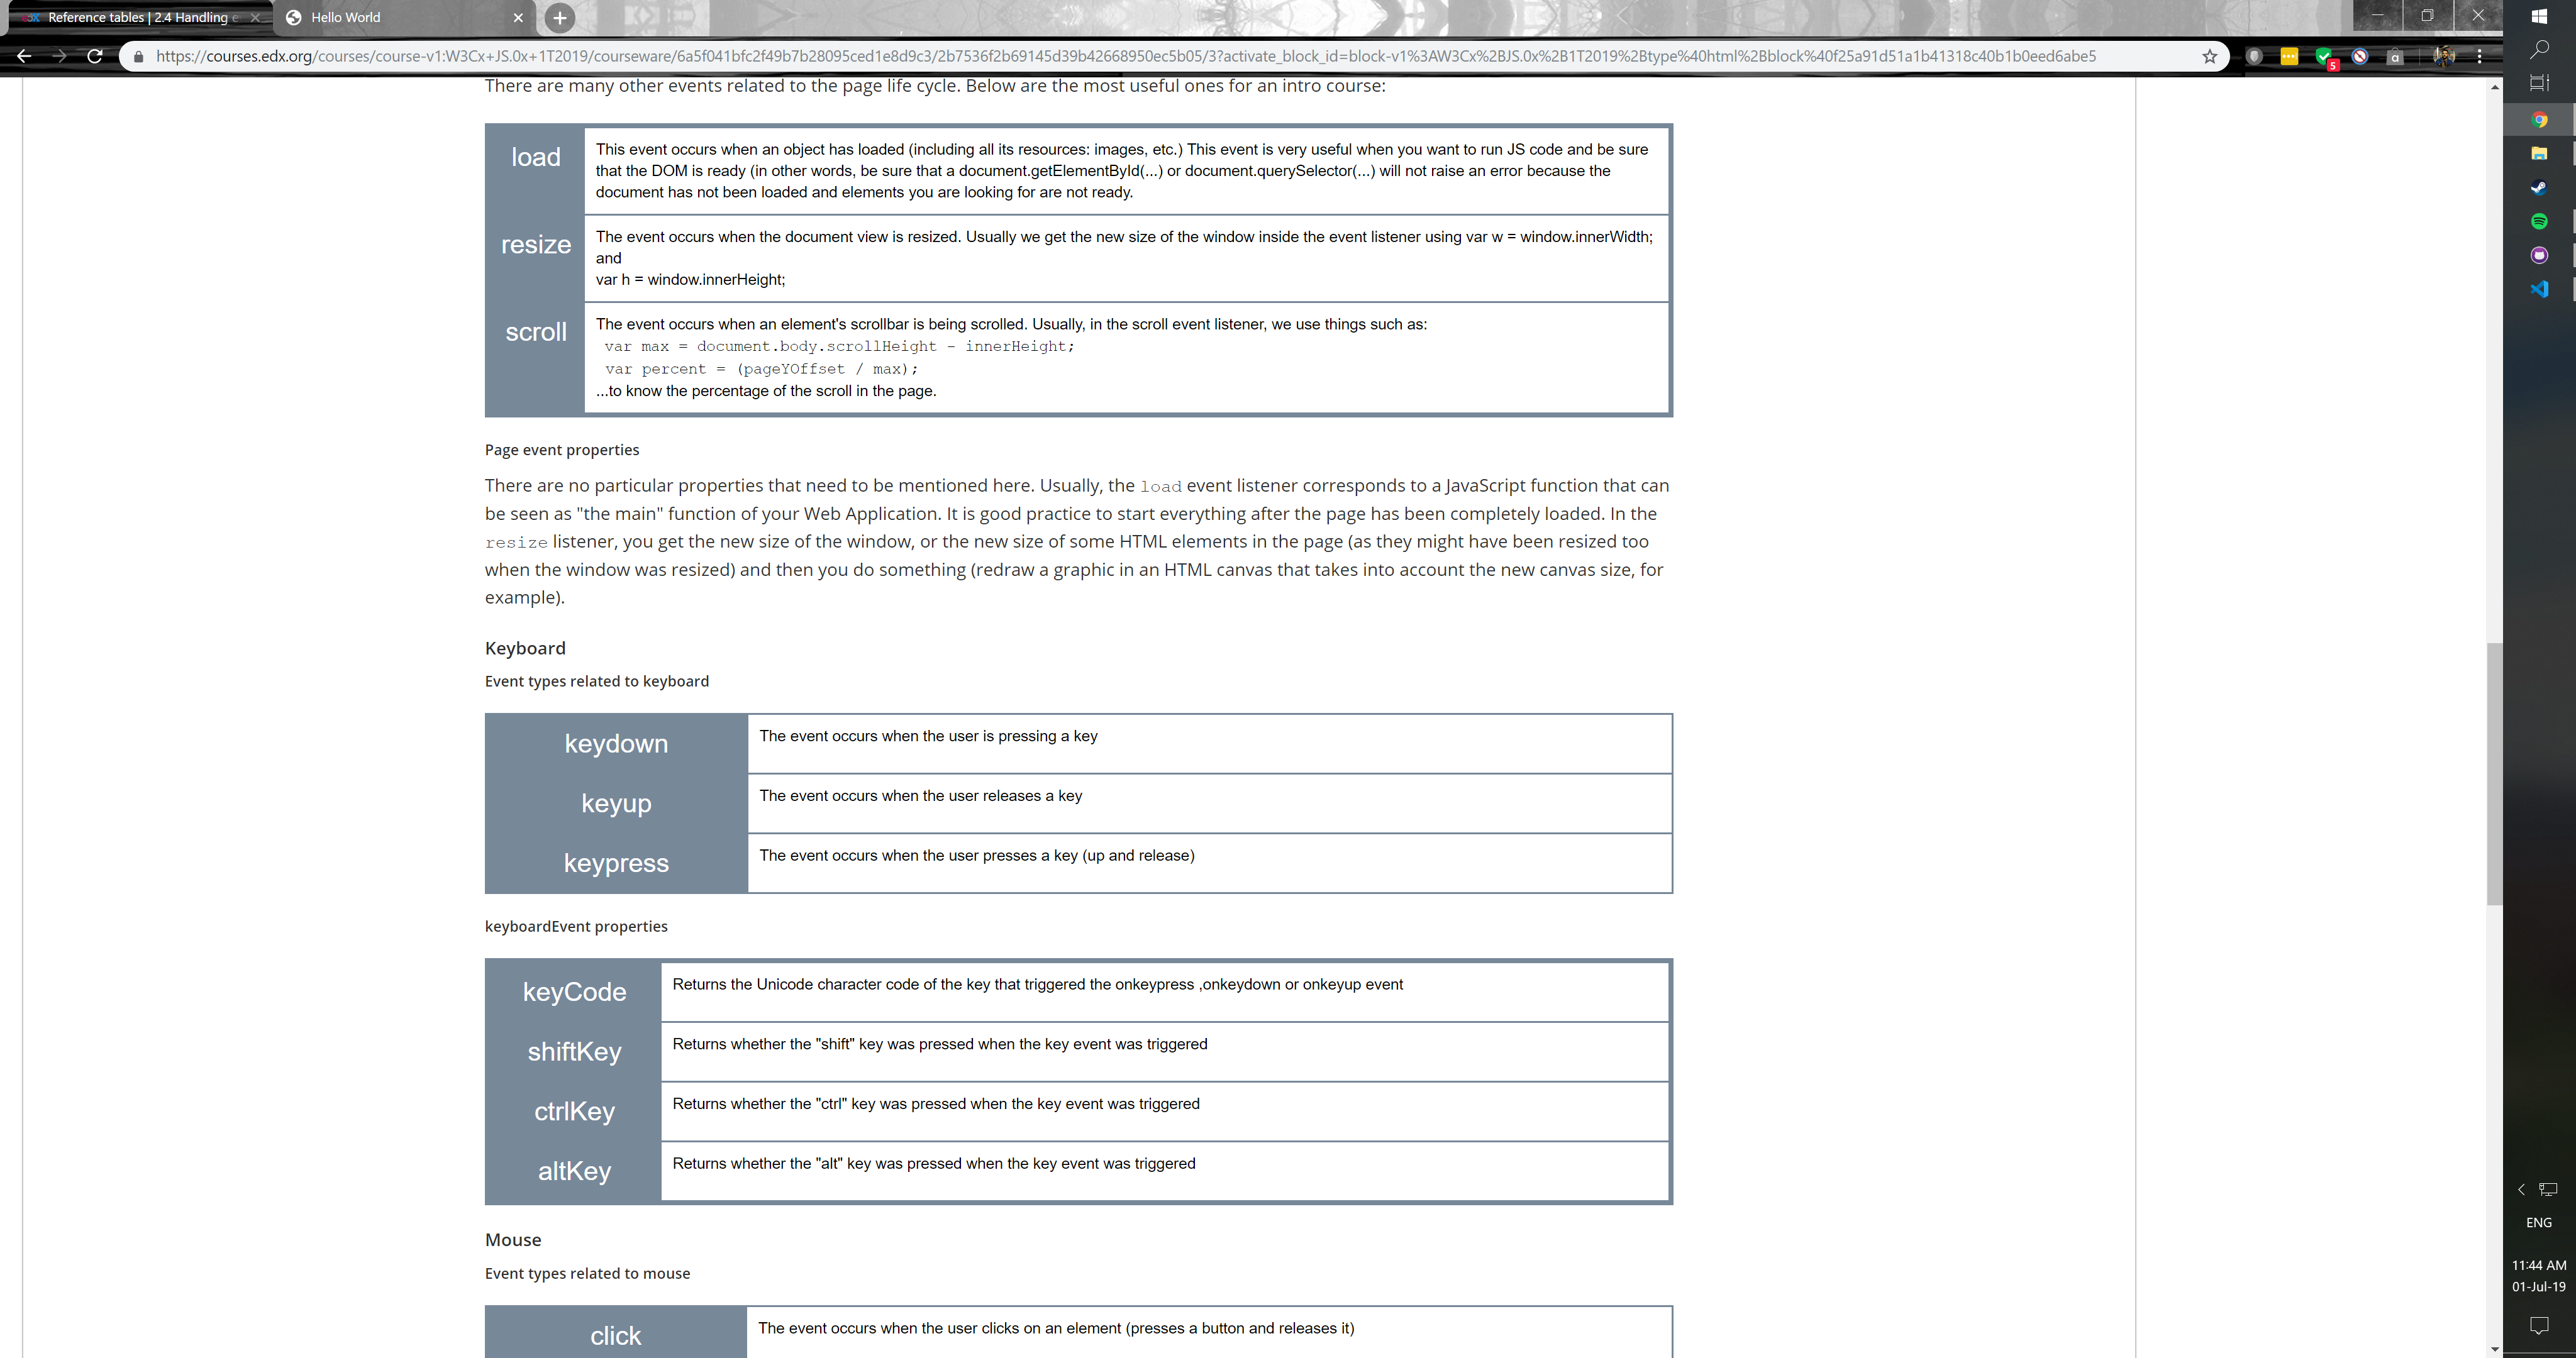 Reference tables | 2.4 Handling e
Hello World
https://courses.edx.org/courses/course-v1:W3Cx+JS.0x+1T2019/courseware/6a5f041bfc2f49b7b28095ced1e8d9c3/2b7536f2b69145d39b42668950ec5b05/3?activate_block_id=block-v1%3AW3Cx%2BJS.0x%2B1T2019%2Btype%40html%2Bblock%40f25a91d51a1b41318c40b1b0eed6abe5
5
There are many other events related to the page life cycle. Below are the most useful ones for an intro course:
load
This event occurs when an object has loaded (including all its resources: images, etc.) This event is very useful when you want to run JS code and be sure
that the DOM is ready (in other words, be sure that a document.getElementById(...) or document.querySelector(...) will not raise an error because the
document has not been loaded and elements you are looking for are not ready.
resize
The event occurs when the document view is resized. Usually we get the new size of the window inside the event listener using var w = window.innerWidth;
and
var h = window.innerHeight;
scroll
The event occurs when an element's scrollbar is being scrolled. Usually, in the scroll event listener, we use things such as:
var max = document.body.scrollHeight - innerHeight;
var percent = (pageYOffset / max);
...to know the percentage of the scroll in the page.
Page event properties
There are no particular properties that need to be mentioned here. Usually, the load event listener corresponds to a JavaScript function that can
be seen as "the main" function of your Web Application. It is good practice to start everything after the page has been completely loaded. In the
resize listener, you get the new size of the window, or the new size of some HTML elements in the page (as they might have been resized too
when the window was resized) and then you do something (redraw a graphic in an HTML canvas that takes into account the new canvas size, for
example).
Keyboard
Event types related to keyboard
keydown
The event occurs when the user is pressing a key
keyup
The event occurs when the user releases a key
keypress
The event occurs when the user presses a key (up and release)
keyboardEvent properties
keyCode
Returns the Unicode character code of the key that triggered the onkeypress ,onkeydown or onkeyup event
shiftKey
Returns whether the "shift" key was pressed when the key event was triggered
ctrlKey
Returns whether the "ctrl" key was pressed when the key event was triggered
altKey
Returns whether the "alt" key was pressed when the key event was triggered
Mouse
Event types related to mouse
click
The event occurs when the user clicks on an element (presses a button and releases it)
ENG
11:44 AM
01-Jul-19